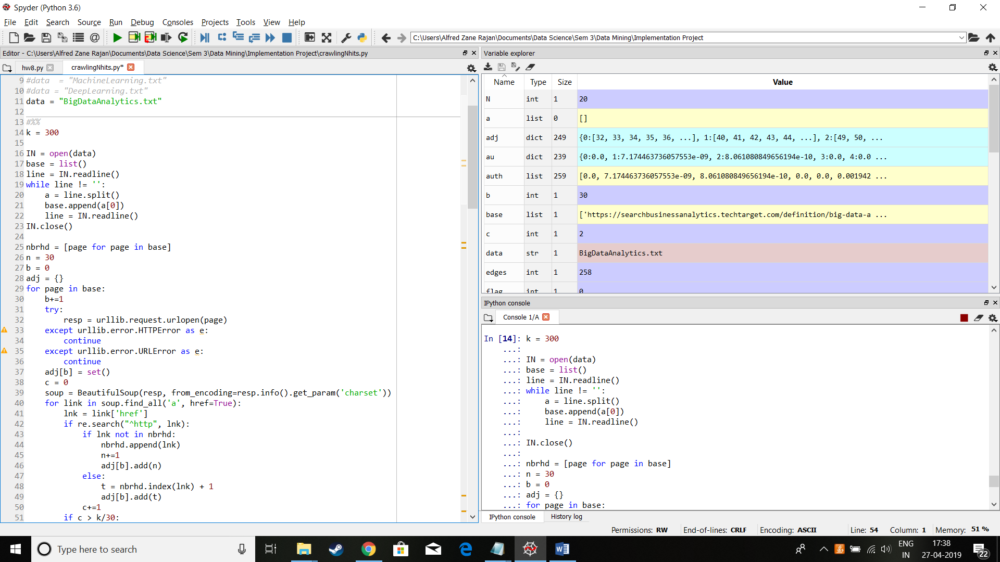 Spyder (Python 3.6)
File Edit Search Source Run Debug Consoles Projects Tools View Help
C:\Users\Alfred Zane Rajan\Documents\Data Science\Sem 3\Data Mining\Implementation Project
Editor - C:\Users\Alfred Zane Rajan\Documents\Data Science\Sem 3\Data Mining\Implementation Project\crawlingNhits.py
hw8.py crawlingNhits.py*
9 #data  = "MachineLearning.txt"
10 #data = "DeepLearning.txt"
11 data = "BigDataAnalytics.txt"
12
13 #%%
14 k = 300
15
16 IN = open(data)
17 base = list()
18 line = IN.readline()
19 while line != '':
20     a = line.split()
21     base.append(a[0])
22     line = IN.readline()
23 IN.close()
24
25 nbrhd = [page for page in base]
26 n = 30
27 b = 0
28 adj = {}
29 for page in base:
30     b+=1
31     try:
32         resp = urllib.request.urlopen(page)
33     except urllib.error.HTTPError as e:
34         continue
35     except urllib.error.URLError as e:
36         continue
37     adj[b] = set()
38     c = 0
39     soup = BeautifulSoup(resp, from_encoding=resp.info().get_param('charset'))
40     for link in soup.find_all('a', href=True):
41         lnk = link['href']
42         if re.search("^http", lnk):
43             if lnk not in nbrhd:
44                 nbrhd.append(lnk)
45                 n+=1
46                 adj[b].add(n)
47             else:
48                 t = nbrhd.index(lnk) + 1
49                 adj[b].add(t)
50             c+=1
51         if c > k/30:
Variable explorer
Name Type Size Value
N int 1 20
a list 0 []
adj dict 249 {0:[32, 33, 34, 35, 36, ...], 1:[40, 41, 42, 43, 44, ...], 2:[49, 50, ...
au dict 239 {0:0.0, 1:7.174463736057553e-09, 2:8.061080849656194e-10, 3:0.0, 4:0.0 ...
auth list 259 [0.0, 7.174463736057553e-09, 8.061080849656194e-10, 0.0, 0.0, 0.001942 ...
b int 1 30
base list 1 ['https://searchbusinessanalytics.techtarget.com/definition/big-data-a ...
c int 1 2
data str 1 BigDataAnalytics.txt
edges int 1 258
flag int 1 0
IPython console
Console 1/A
In [14]: k = 300
...:
...: IN = open(data)
...: base = list()
...: line = IN.readline()
...: while line != '':
...:     a = line.split()
...:     base.append(a[0])
...:     line = IN.readline()
...:
...: IN.close()
...:
...: nbrhd = [page for page in base]
...: n = 30
...: b = 0
...: adj = {}
...: for page in base:
IPython console History log
Permissions: RW End-of-lines: CRLF Encoding: ASCII Line: 54 Column: 1 Memory: 51 %
Type here to search
ENG
IN
17:38
27-04-2019
22